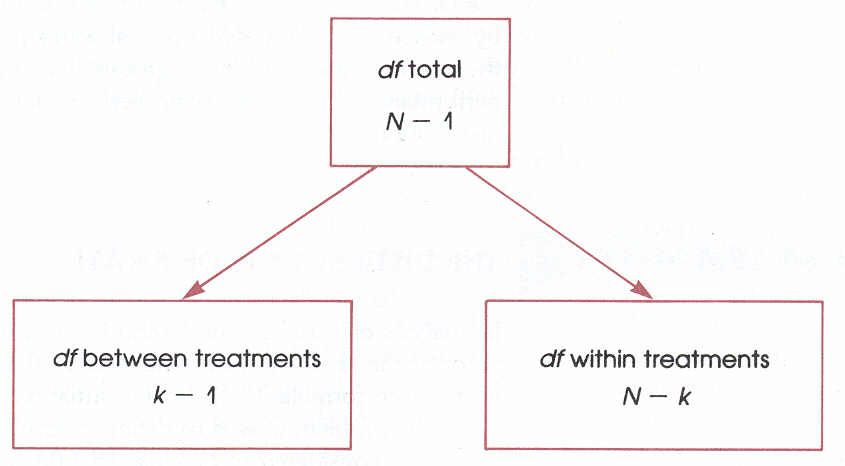 df total
N − 1
df between treatments
k − 1
df within treatments
N − k